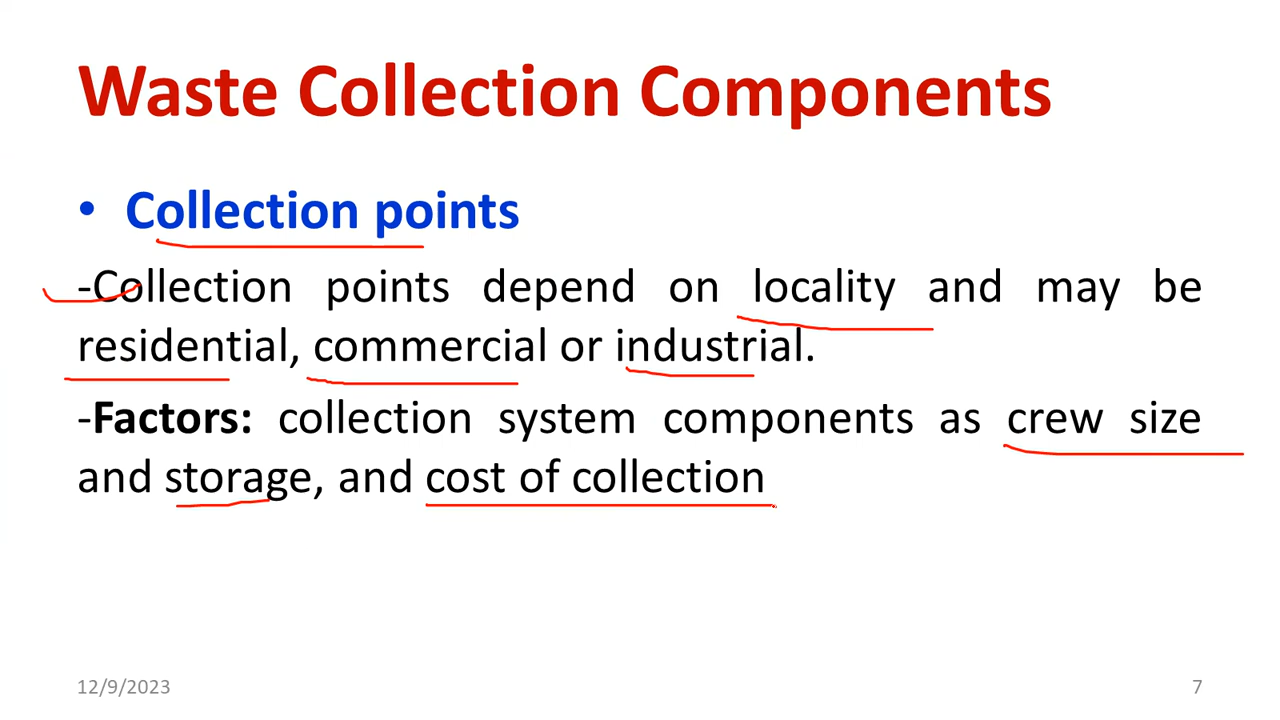 Waste Collection Components
• Collection points
-Collection points depend on locality and may be
residential, commercial or industrial.
-Factors: collection system components as crew size
and storage, and cost of collection
12/9/2023
7